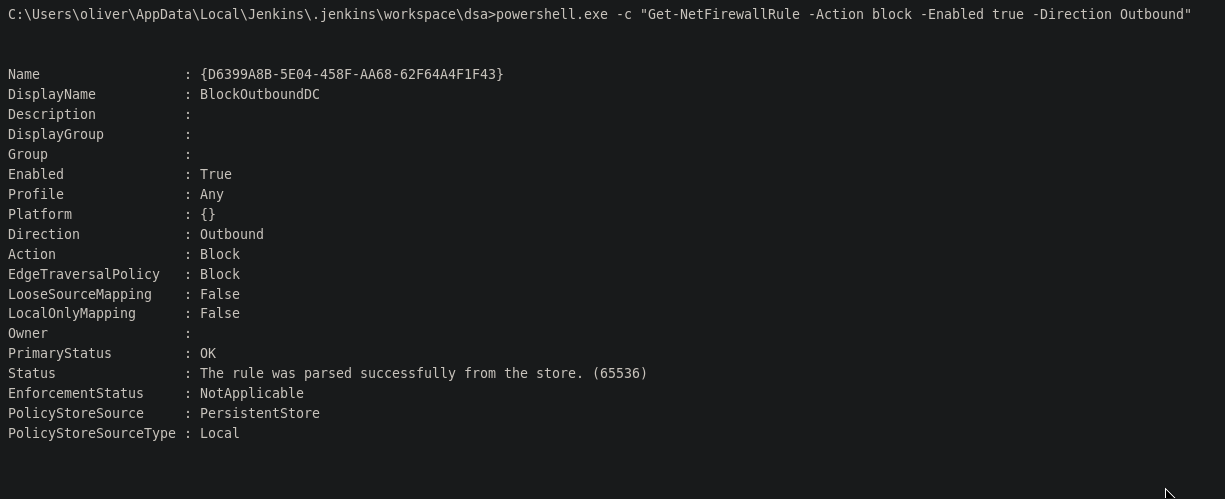 C:\Users\oliver\AppData\Local\Jenkins\.jenkins\workspace\dsa>powershell.exe -c "Get-NetFirewallRule -Action block -Enabled true -Direction Outbound"
Name                  : {D6399A8B-5E04-458F-AA68-62F64A4F1F43}
DisplayName           : BlockOutboundDC
Description           :
DisplayGroup          :
Group                 :
Enabled               : True
Profile               : Any
Platform              : {}
Direction             : Outbound
Action                : Block
EdgeTraversalPolicy   : Block
LooseSourceMapping    : False
LocalOnlyMapping      : False
Owner                 :
PrimaryStatus         : OK
Status                : The rule was parsed successfully from the store. (65536)
EnforcementStatus     : NotApplicable
PolicyStoreSource     : PersistentStore
PolicyStoreSourceType : Local